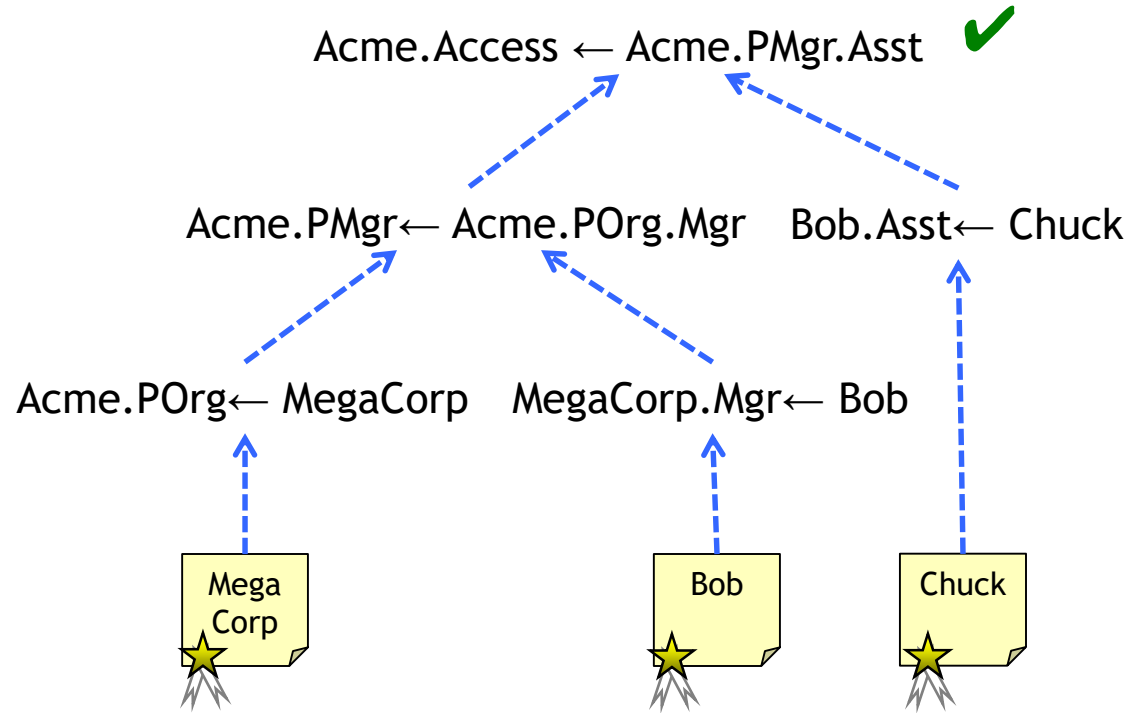 Acme.Access ← Acme.PMgr.Asst ✔
Acme.PMgr← Acme.POrg.Mgr
Bob.Asst← Chuck
Acme.POrg← MegaCorp
MegaCorp.Mgr← Bob
Mega
Corp
Bob
Chuck